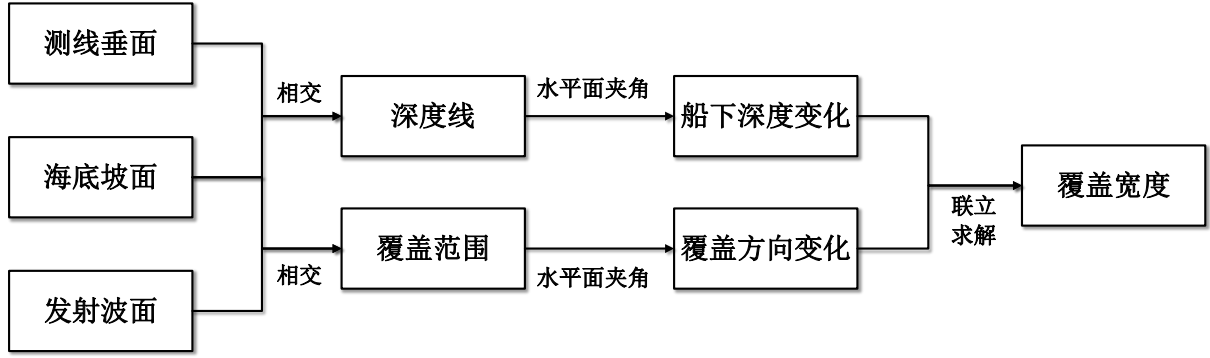 测线垂面
海底坡面
发射波面
相交
相交
深度线
覆盖范围
水平面夹角
水平面夹角
船下深度变化
覆盖方向变化
联立
求解
覆盖宽度